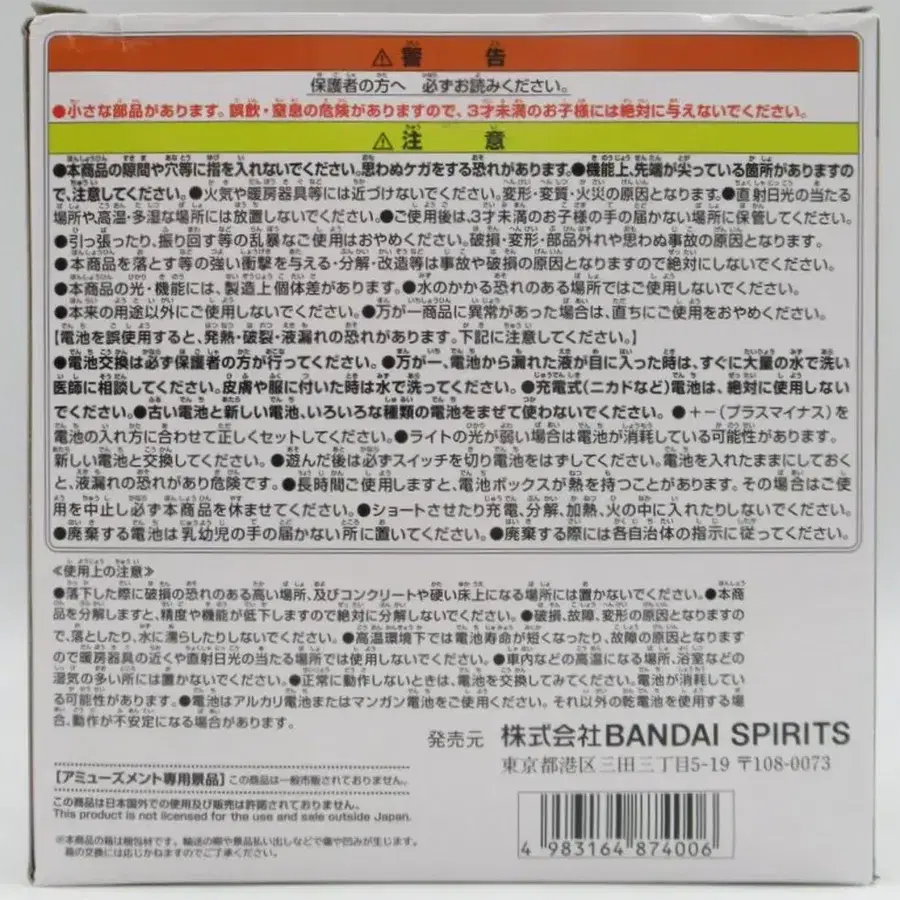 ⚠警告
保護者の方へ 必ずお読みください。
●小さな部品があります。誤飲・窒息の危険がありますので、3才未満のお子様には絶対に与えないでください。
⚠注意
●本商品の隙間や穴等に指を入れないでください。思わぬケガをする恐れがあります。●機能上、先端が尖っている箇所がありますの
で、注意してください。●火気や暖房器具等には近づけないでください。変形・変質・火災の原因となります。●直射日光の当たる
場所や、高温・多湿な場所には放置しないでください。●ご使用後は、3才未満のお子様の手の届かない場所に保管してください。
●引っ張ったり、振り回す等の乱暴なご使用はおやめください。破損・変形・部品外れや思わぬ事故の原因となります。
●本商品を落とす等の強い衝撃を与える・分解・改造等は事故や破損の原因となりますので絶対にしないでください。
●本商品の光・機能には、製造上個体差があります。●水のかかる恐れのある場所ではご使用しないでください。
●本来の用途以外にご使用しないでください。●万が一商品に異常があった場合は、直ちにご使用をおやめください。
【電池を誤使用すると、発熱・破裂・液漏れの恐れがあります。下記に注意してください。】
●電池交換は必ず保護者の方が行ってください。●万が一、電池から漏れた液が目に入った時は、すぐに大量の水で洗い
医師に相談してください。皮膚や服に付いた時は水で洗ってください。●充電式(ニカドなど)電池は、絶対に使用しない
でください。●古い電池と新しい電池、いろいろな種類の電池をまぜて使わないでください。●+−(プラスマイナス)を
電池の入れ方に合わせて正しくセットしてください。●ライトの光が弱い場合は電池が消耗している可能性があります。
新しい電池と交換してください。●遊んだ後は必ずスイッチを切り電池をはずしてください。電池を入れたままにしておく
と、液漏れの恐れがあり危険です。●長時間ご使用しますと、電池ボックスが熱を持つことがあります。その場合はご使
用を中止し必ず本商品を休ませてください。●ショートさせたり充電、分解、加熱、火の中に入れたりしないでください。
●廃棄する電池は乳幼児の手の届かない所に置いてください。●廃棄する際には各自治体の指示に従ってください。
≪使用上の注意≫
●落下した際に破損の恐れのある高い場所、及びコンクリートや硬い床上になる場所には置かないでください。●本商
品を分解しますと、精度や機能が低下しますので絶対に分解しないでください。●破損、故障、変形の原因となりますの
で、落としたり、水に濡らしたりしないでください。●高温環境下では電池寿命が短くなったり、故障の原因となります
ので暖房器具の近くや直射日光の当たる場所では使用しないでください。●車内などの高温になる場所、浴室などの
湿気の多い所には置かないでください。●正常に動作しないときは、電池を交換してみてください。電池が消耗してい
る可能性があります。●電池はアルカリ電池またはマンガン電池をご使用ください。それ以外の乾電池を使用する場
合、動作が不安定になる場合があります。
発売元 株式会社BANDAI SPIRITS
東京都港区三田三丁目5-19 〒108-0073
【アミューズメント専用景品】この商品は一般市販されておりません。
この商品は日本国外での使用及び販売は許諾されておりません。
This product is not licensed for the use and sale outside Japan.
※本商品の箱は梱包材です。輸送の際や景品払い出しなどで傷や凹みが生じます。
箱の交換には応じかねますのでご了承ください。
4 983164 874006